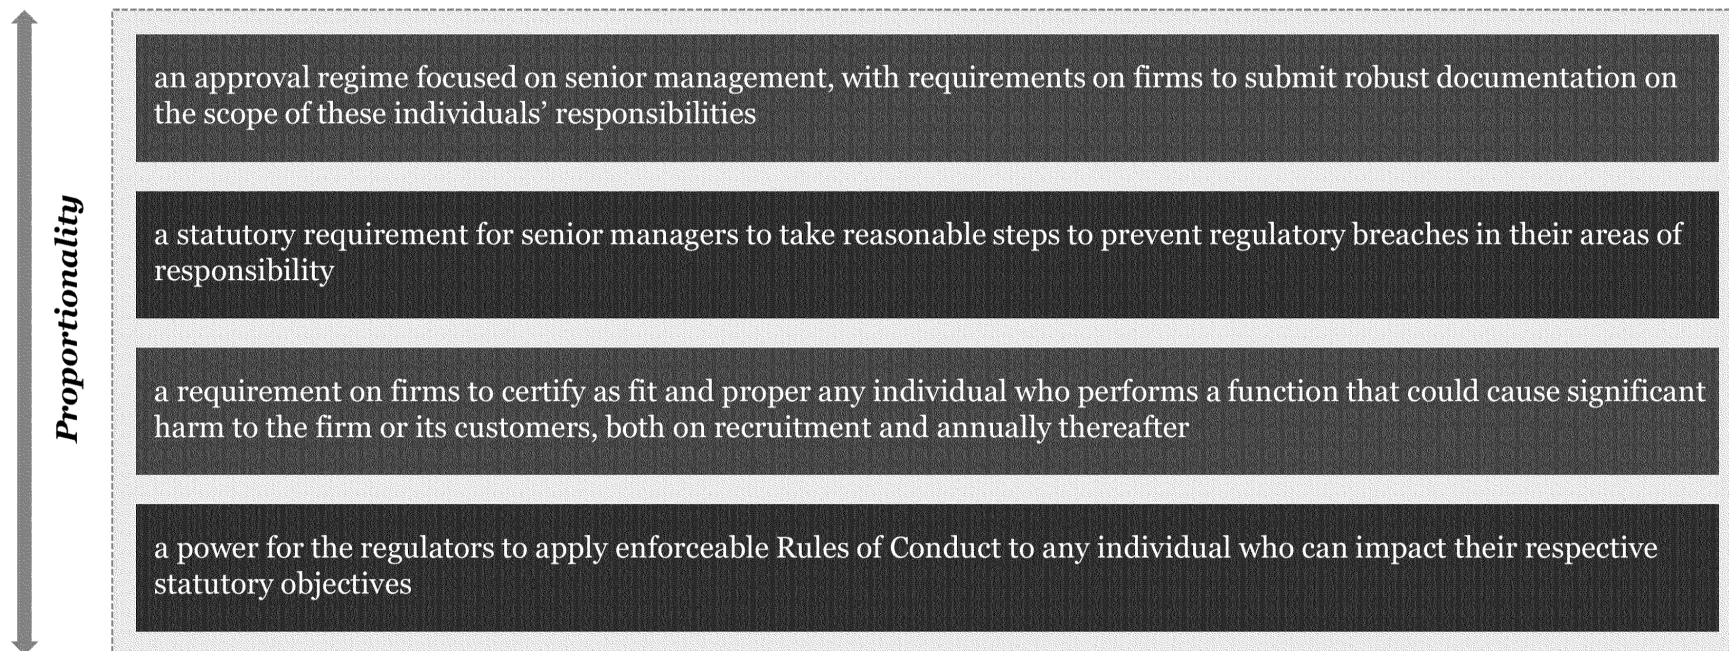 Proportionality
an approval regime focused on senior management, with requirements on firms to submit robust documentation on
the scope of these individuals’ responsibilities
a statutory requirement for senior managers to take reasonable steps to prevent regulatory breaches in their areas of
responsibility
a requirement on firms to certify as fit and proper any individual who performs a function that could cause significant
harm to the firm or its customers, both on recruitment and annually thereafter
a power for the regulators to apply enforceable Rules of Conduct to any individual who can impact their respective
statutory objectives